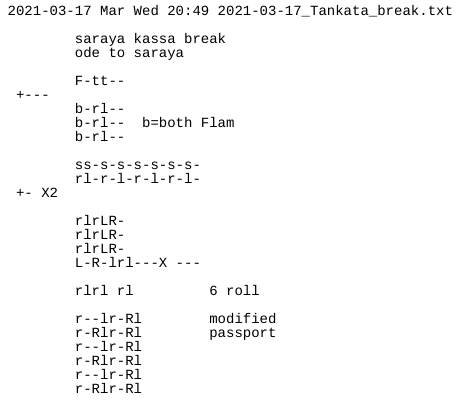 2021-03-17 Mar Wed 20:49 2021-03-17_Tankata_break.txt
saraya kassa break
ode to saraya
F-tt--
+---
b-rl--
b-rl--  b=both Flam
b-rl--
ss-s-s-s-s-s-s-
rl-r-l-r-l-r-l-
+- X2
rlrLR-
rlrLR-
rlrLR-
L-R-lrl---X ---
rlrl rl         6 roll
r--lr-Rl        modified
r-Rlr-Rl        passport
r--lr-Rl
r-Rlr-Rl
r--lr-Rl
r-Rlr-Rl